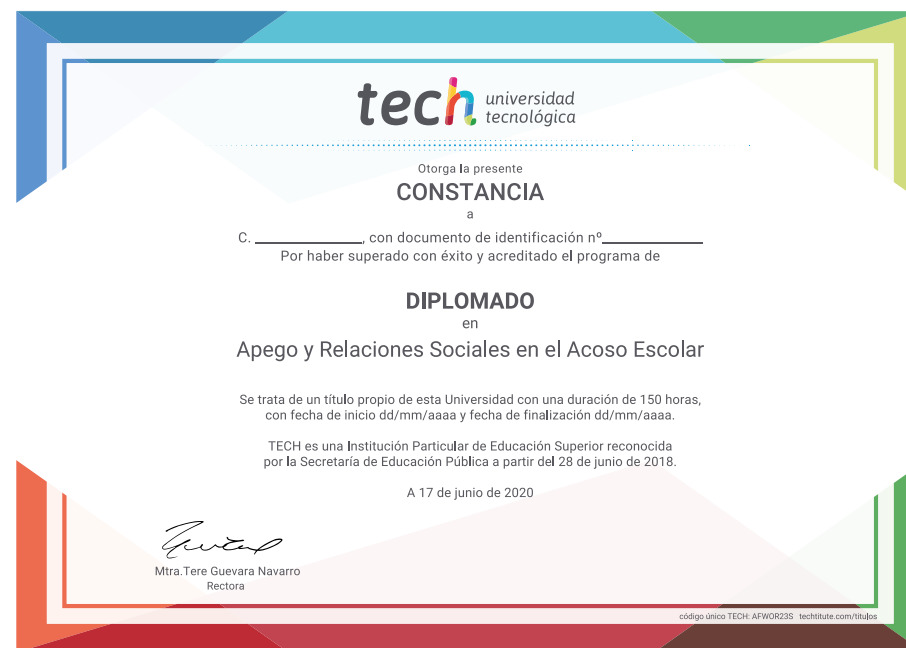 tech universidad
tecnológica
Otorga la presente
CONSTANCIA
a
C. ____________, con documento de identificación nº____________
Por haber superado con éxito y acreditado el programa de
DIPLOMADO
en
Apego y Relaciones Sociales en el Acoso Escolar
Se trata de un título propio de esta Universidad con una duración de 150 horas,
con fecha de inicio dd/mm/aaaa y fecha de finalización dd/mm/aaaa.
TECH es una Institución Particular de Educación Superior reconocida
por la Secretaría de Educación Pública a partir del 28 de junio de 2018.
A 17 de junio de 2020
Mtra.Tere Guevara Navarro
Rectora
código único TECH: AFWOR23S techtitute.com/titulos